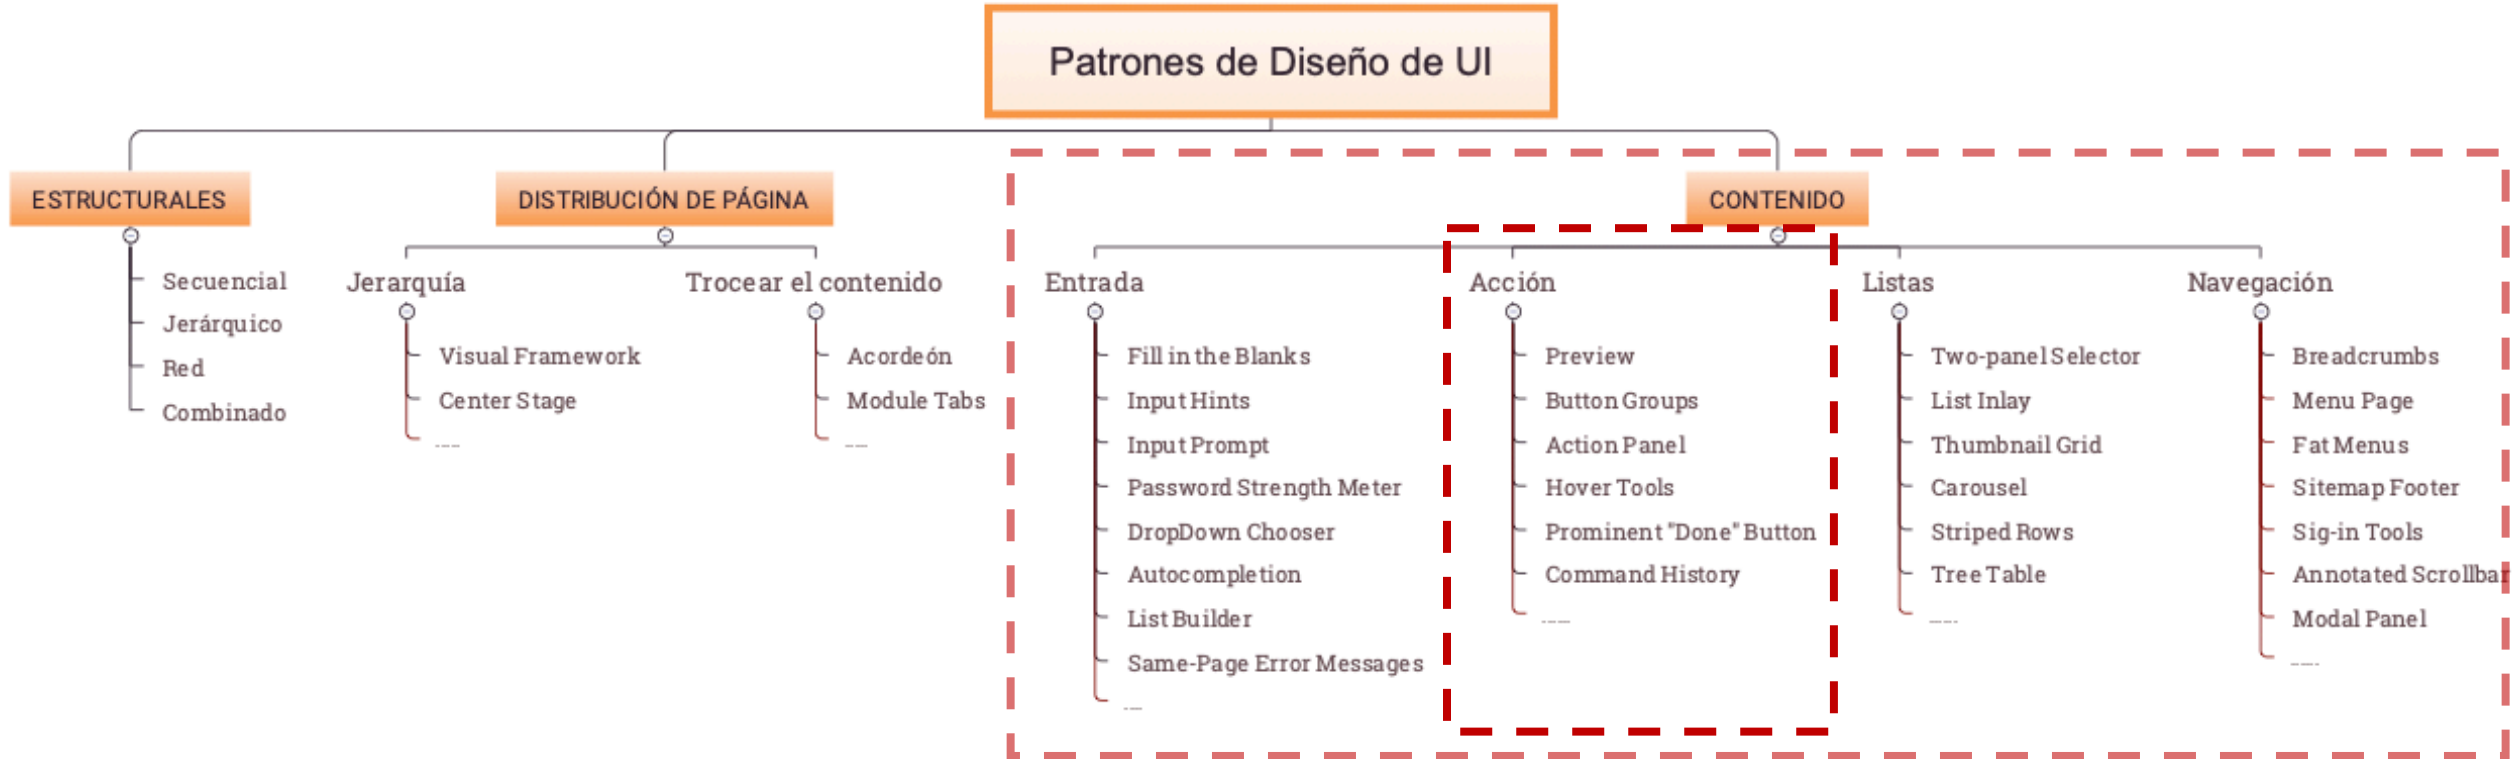 Patrones de Diseño de UI
ESTRUCTURALES
Secuencial
Jerárquico
Red
Combinado
DISTRIBUCIÓN DE PÁGINA
Jerarquía
Visual Framework
Center Stage
.....
Trocear el contenido
Acordeón
Module Tabs
.....
CONTENIDO
Entrada
Fill in the Blanks
Input Hints
Input Prompt
Password Strength Meter
DropDown Chooser
Autocompletion
List Builder
Same-Page Error Messages
....
Acción
Preview
Button Groups
Action Panel
Hover Tools
Prominent "Done" Button
Command History
......
Listas
Two-panel Selector
List Inlay
Thumbnail Grid
Carousel
Striped Rows
Tree Table
......
Navegación
Breadcrumbs
Menu Page
Fat Menus
Sitemap Footer
Sig-in Tools
Annotated Scrollbar
Modal Panel
......